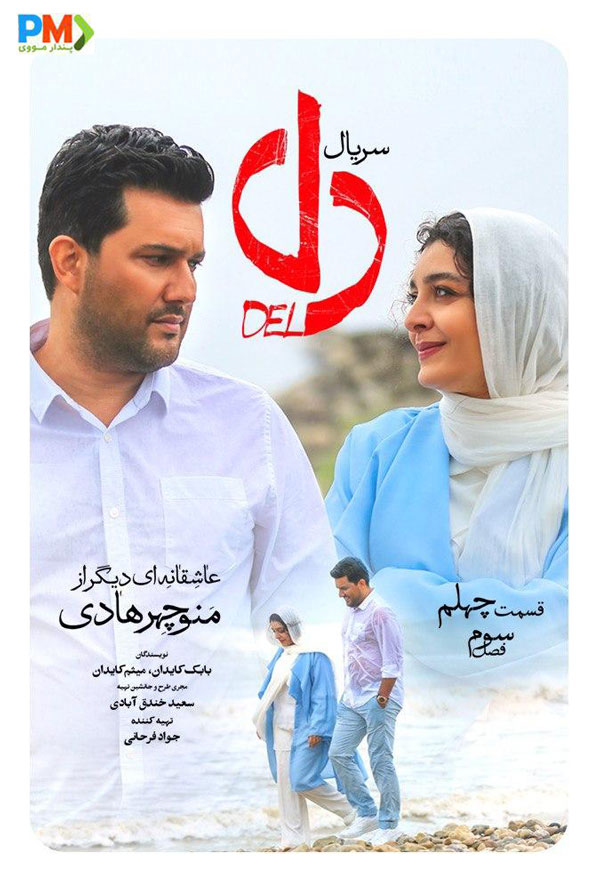 PM
پندار مووی
سریال
دل
DEL
عاشقانه‌ای دیگر از
منوچهر هادی
نویسندگان
بابک کایدان، میثم کایدان
مجری طرح و جانشین تهیه
سعید خندق آبادی
تهیه کننده
جواد فرحانی
قسمت چهلم
فصل سوم